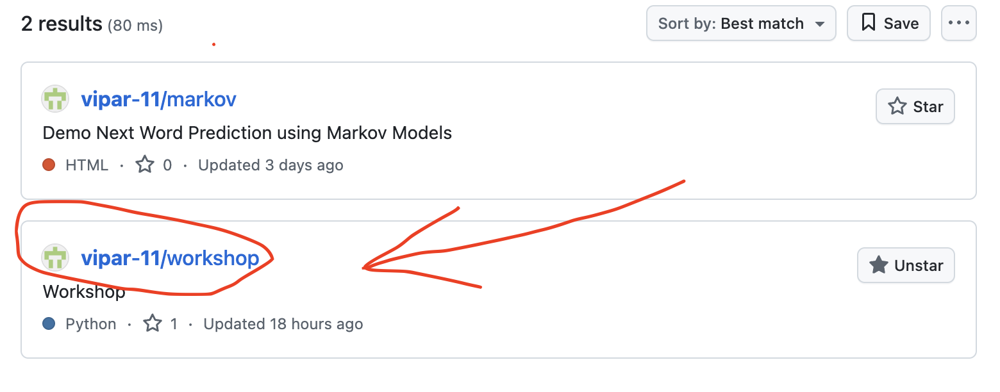 2 results (80 ms)
Sort by: Best match
Save
vipar-11/markov
Star
Demo Next Word Prediction using Markov Models
HTML · 0 · Updated 3 days ago
vipar-11/workshop
Unstar
Workshop
Python · 1 · Updated 18 hours ago